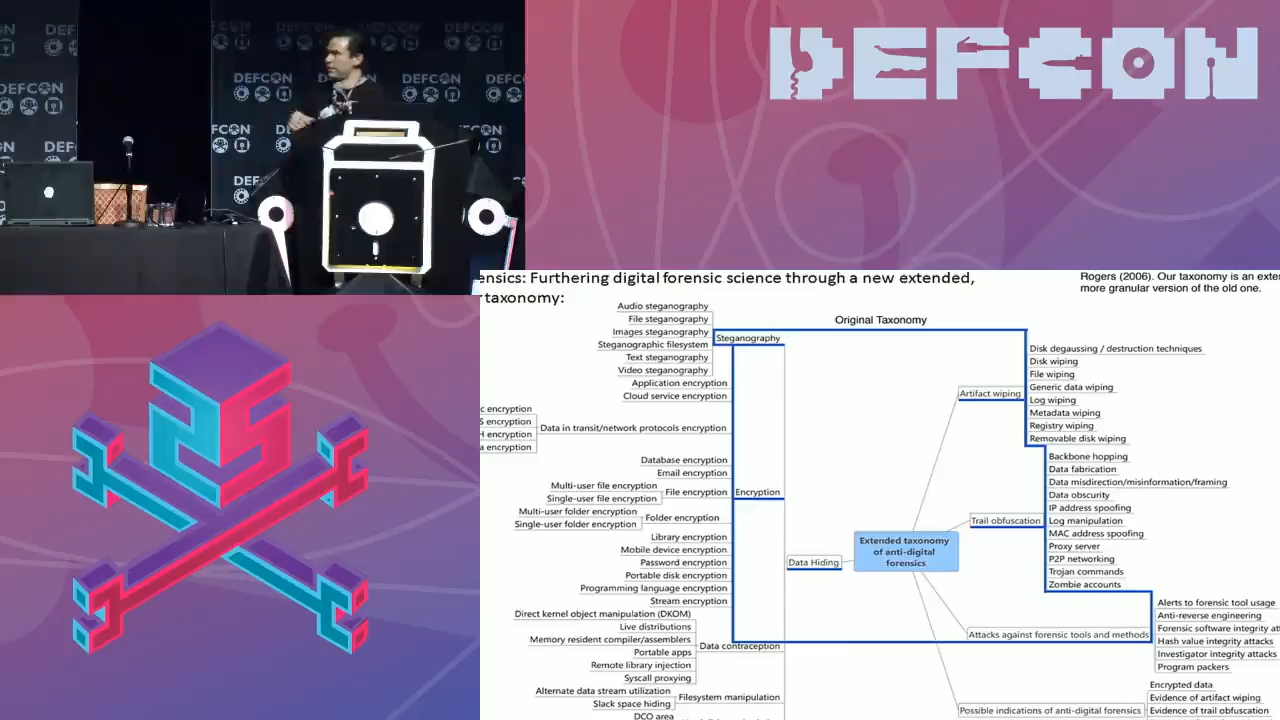 DEFCON
DEFCON
DEFCON
DEFCON
DEFCON
ensics: Furthering digital forensic science through a new extended,
taxonomy:
Rogers (2006). Our taxonomy is an exte
more granular version of the old one.
Original Taxonomy
Audio steganography
File steganography
Images steganography
Steganographic filesystem
Text steganography
Video steganography
Steganography
Application encryption
Cloud service encryption
c encryption
S encryption
H encryption
a encryption
Data in transit/network protocols encryption
Database encryption
Email encryption
Multi-user file encryption
Single-user file encryption
File encryption
Encryption
Multi-user folder encryption
Single-user folder encryption
Folder encryption
Library encryption
Mobile device encryption
Password encryption
Portable disk encryption
Programming language encryption
Stream encryption
Direct kernel object manipulation (DKOM)
Live distributions
Memory resident compiler/assemblers
Portable apps
Remote library injection
Syscall proxying
Data contraception
Alternate data stream utilization
Slack space hiding
Filesystem manipulation
DCO area
Data Hiding
Extended taxonomy
of anti-digital
forensics
Artifact wiping
Disk degaussing / destruction techniques
Disk wiping
File wiping
Generic data wiping
Log wiping
Metadata wiping
Registry wiping
Removable disk wiping
Trail obfuscation
Backbone hopping
Data fabrication
Data misdirection/misinformation/framing
Data obscurity
IP address spoofing
Log manipulation
MAC address spoofing
Proxy server
P2P networking
Trojan commands
Zombie accounts
Attacks against forensic tools and methods
Alerts to forensic tool usage
Anti-reverse engineering
Forensic software integrity att
Hash value integrity attacks
Investigator integrity attacks
Program packers
Possible indications of anti-digital forensics
Encrypted data
Evidence of artifact wiping
Evidence of trail obfuscation